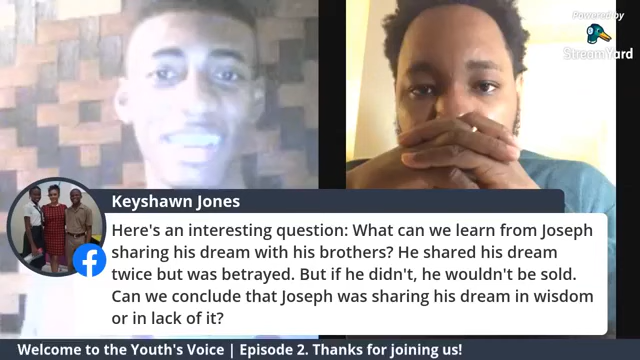 Powered by
StreamYard
Keyshawn Jones
Here's an interesting question: What can we learn from Joseph
sharing his dream with his brothers? He shared his dream
twice but was betrayed. But if he didn't, he wouldn't be sold.
Can we conclude that Joseph was sharing his dream in wisdom
or in lack of it?
Welcome to the Youth's Voice | Episode 2. Thanks for joining us!